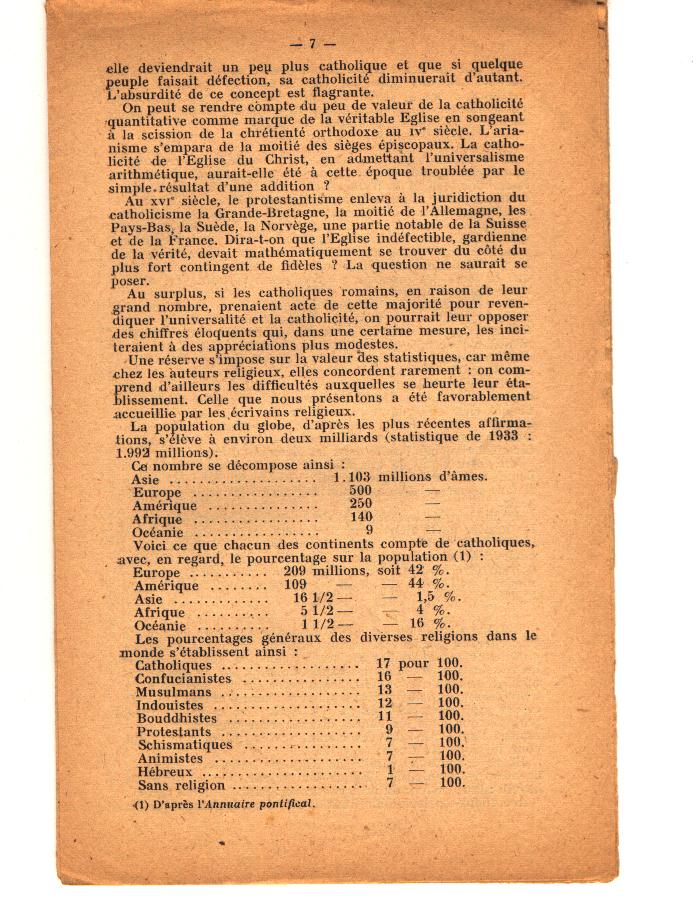 — 7 —
elle deviendrait un peu plus catholique et que si quelque
peuple faisait défection, sa catholicité diminuerait d'autant.
L'absurdité de ce concept est flagrante.
On peut se rendre compte du peu de valeur de la catholicité
quantitative comme marque de la véritable Eglise en songeant
à la scission de la chrétienté orthodoxe au IVe siècle. L'aria-
nisme s'empara de la moitié des sièges épiscopaux. La catho-
licité de l'Eglise du Christ, en admettant l'universalisme
arithmétique, aurait-elle été à cette époque troublée par le
simple résultat d'une addition ?
Au XVIe siècle, le protestantisme enleva à la juridiction du
catholicisme la Grande-Bretagne, la moitié de l'Allemagne, les
Pays-Bas, la Suède, la Norvège, une partie notable de la Suisse
et de la France. Dira-t-on que l'Eglise indéfectible, gardienne
de la vérité, devait mathématiquement se trouver du côté du
plus fort contingent de fidèles ? La question ne saurait se
poser.
Au surplus, si les catholiques romains, en raison de leur
grand nombre, prenaient acte de cette majorité pour reven-
diquer l'universalité et la catholicité, on pourrait leur opposer
des chiffres éloquents qui, dans une certaine mesure, les inci-
teraient à des appréciations plus modestes.
Une réserve s'impose sur la valeur des statistiques, car même
chez les auteurs religieux, elles concordent rarement : on com-
prend d'ailleurs les difficultés auxquelles se heurte leur éta-
blissement. Celle que nous présentons a été favorablement
accueillie par les écrivains religieux.
La population du globe, d'après les plus récentes affirma-
tions, s'élève à environ deux milliards (statistique de 1933 :
1.992 millions).
Ce nombre se décompose ainsi :
Asie .................... 1.103 millions d'âmes.
Europe .................. 500 —
Amérique ................ 250 —
Afrique ................. 140 —
Océanie ................. 9 —
Voici ce que chacun des continents compte de catholiques,
avec, en regard, le pourcentage sur la population (1) :
Europe ........... 209 millions, soit 42 %.
Amérique ........ 109 — — 44 %.
Asie ............. 16 1/2 — — 1,5 %.
Afrique .......... 5 1/2 — — 4 %.
Océanie .......... 1 1/2 — — 16 %.
Les pourcentages généraux des diverses religions dans le
monde s'établissent ainsi :
Catholiques ................... 17 pour 100.
Confucianistes ................ 16 — 100.
Musulmans ................... 13 — 100.
Indouistes .................... 12 — 100.
Bouddhistes .................. 11 — 100.
Protestants ................... 9 — 100.
Schismatiques ................ 7 — 100.
Animistes .................... 7 — 100.
Hébreux ..................... 1 — 100.
Sans religion .................. 7 — 100.
(1) D'après l'Annuaire pontifical.